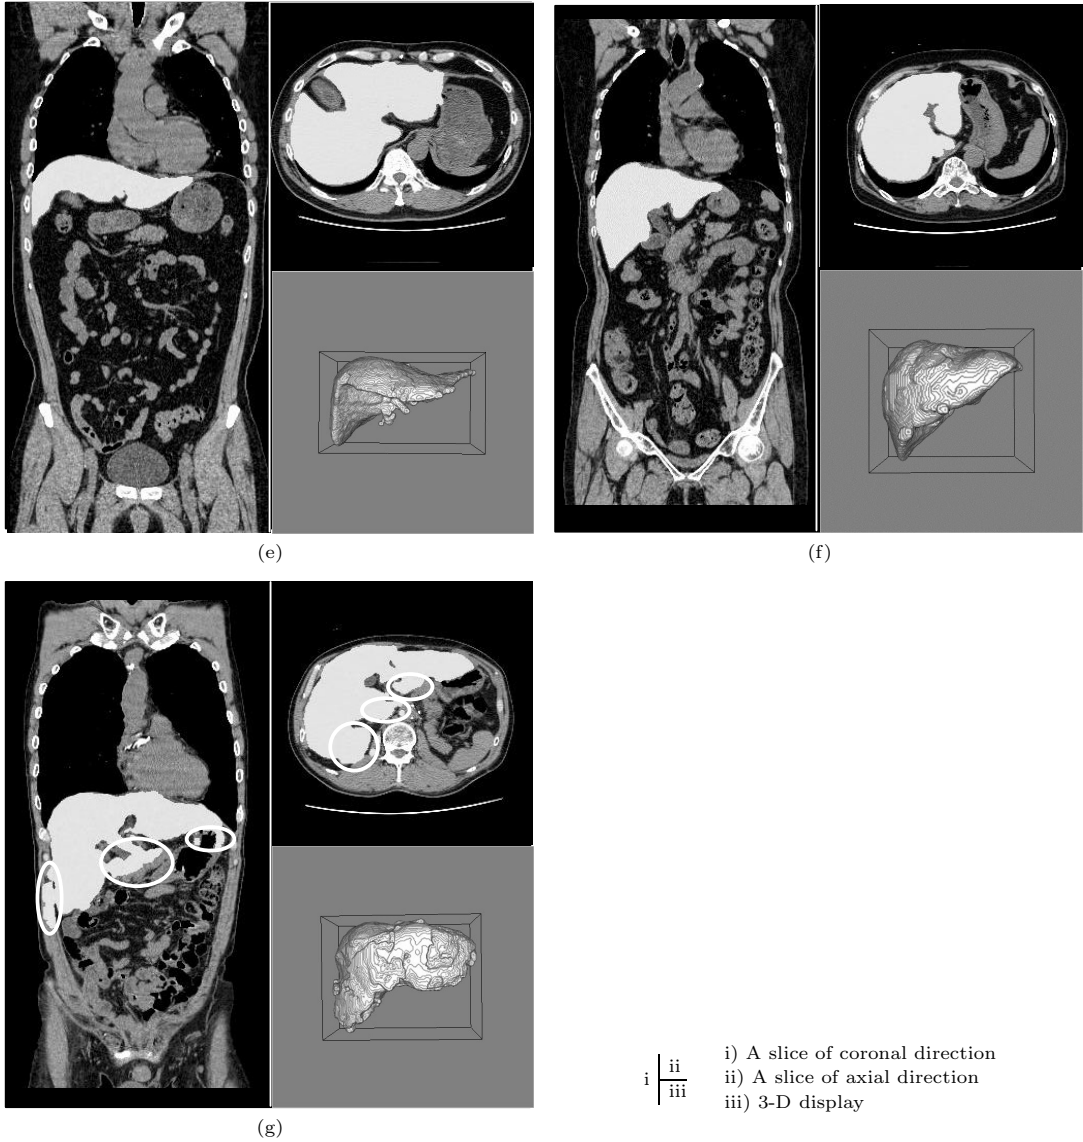 (e)
(f)
(g)
i
ii
iii
i) A slice of coronal direction
ii) A slice of axial direction
iii) 3-D display